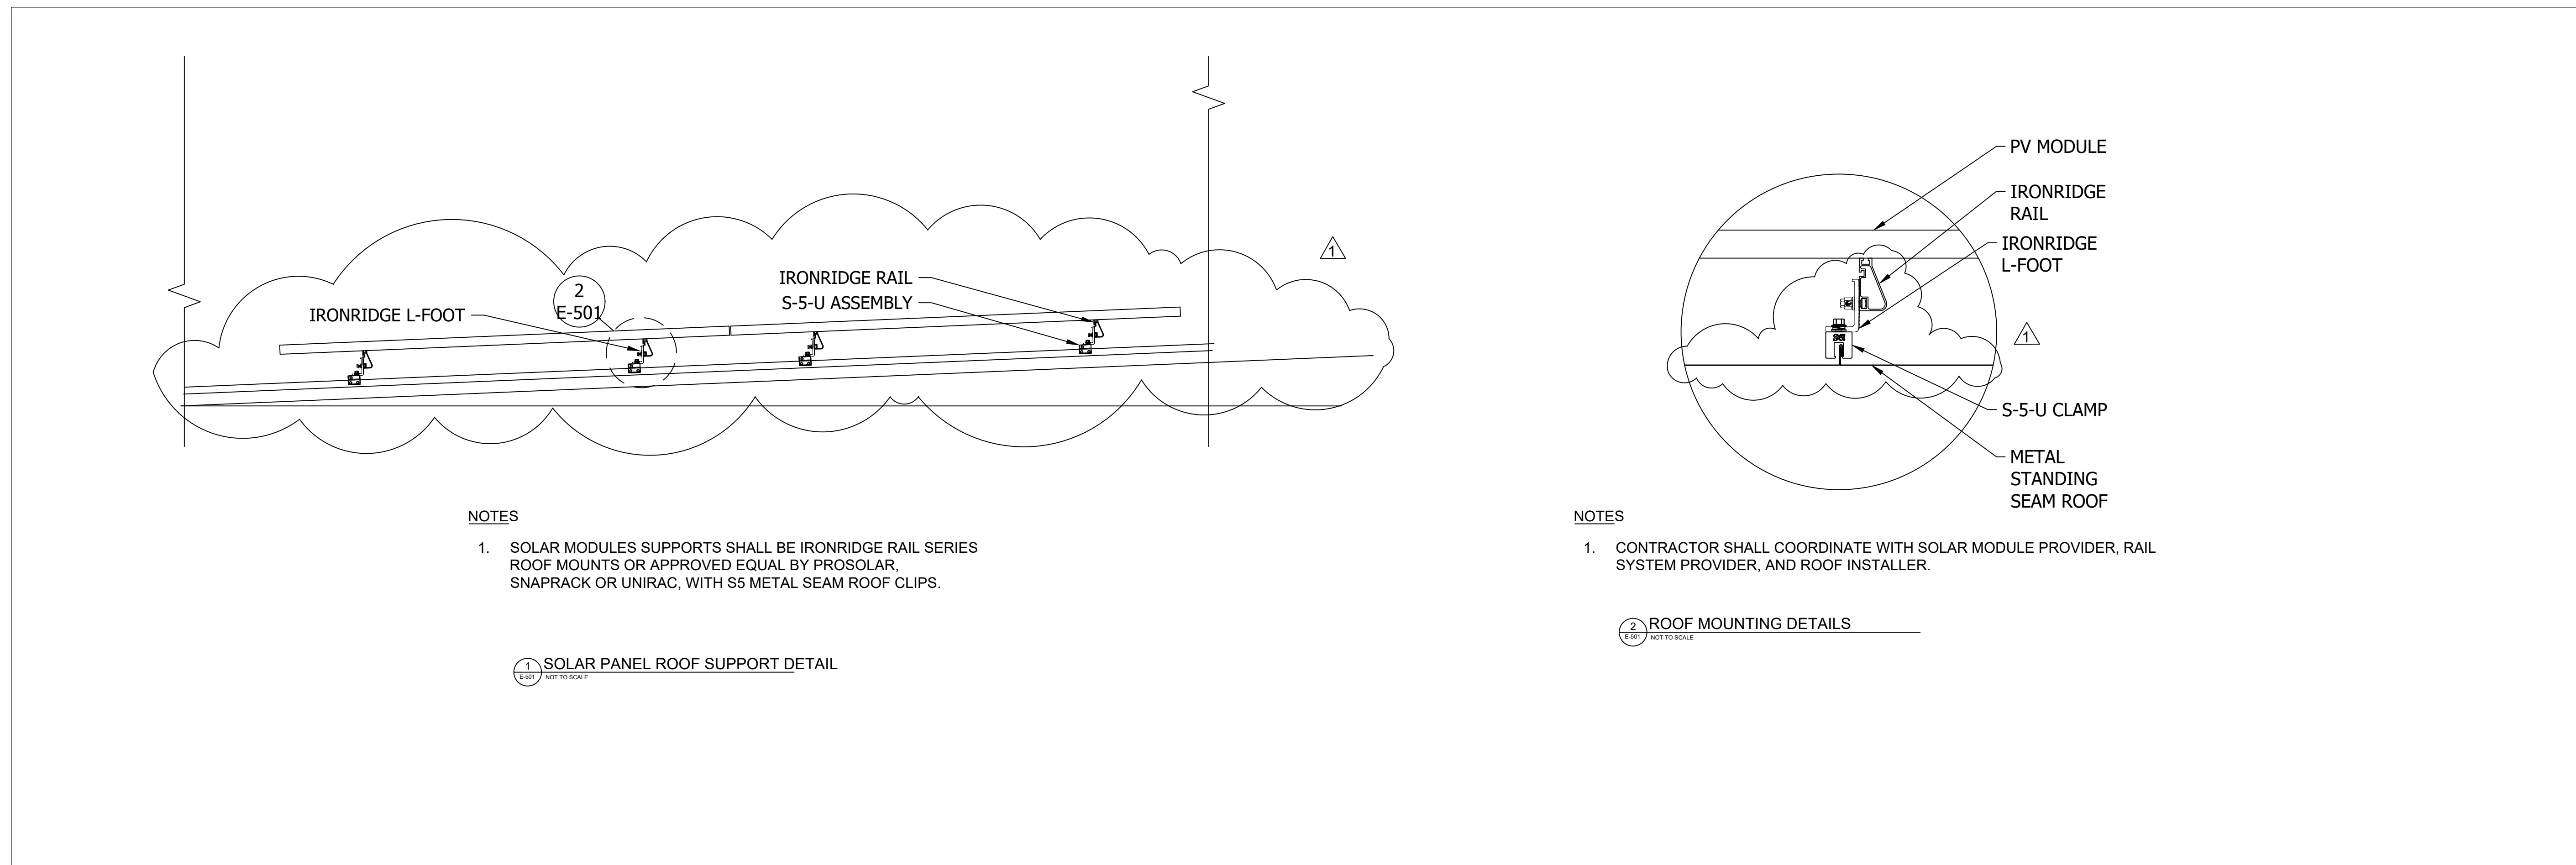 1
IRONRIDGE RAIL
S-5-U ASSEMBLY
2
E-501
IRONRIDGE L-FOOT
NOTES
1. SOLAR MODULES SUPPORTS SHALL BE IRONRIDGE RAIL SERIES
ROOF MOUNTS OR APPROVED EQUAL BY PROSOLAR,
SNAPRACK OR UNIRAC, WITH S5 METAL SEAM ROOF CLIPS.
1
E-501
SOLAR PANEL ROOF SUPPORT DETAIL
NOT TO SCALE
PV MODULE
IRONRIDGE
RAIL
IRONRIDGE
L-FOOT
1
S-5-U CLAMP
METAL
STANDING
SEAM ROOF
NOTES
1. CONTRACTOR SHALL COORDINATE WITH SOLAR MODULE PROVIDER, RAIL
SYSTEM PROVIDER, AND ROOF INSTALLER.
2
E-501
ROOF MOUNTING DETAILS
NOT TO SCALE